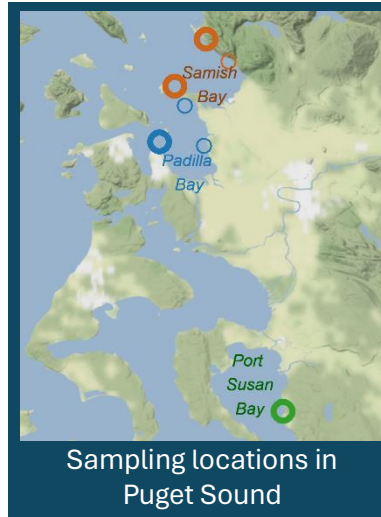 Samish
Bay
Padilla
Bay
Port
Susan
Bay
Sampling locations in
Puget Sound